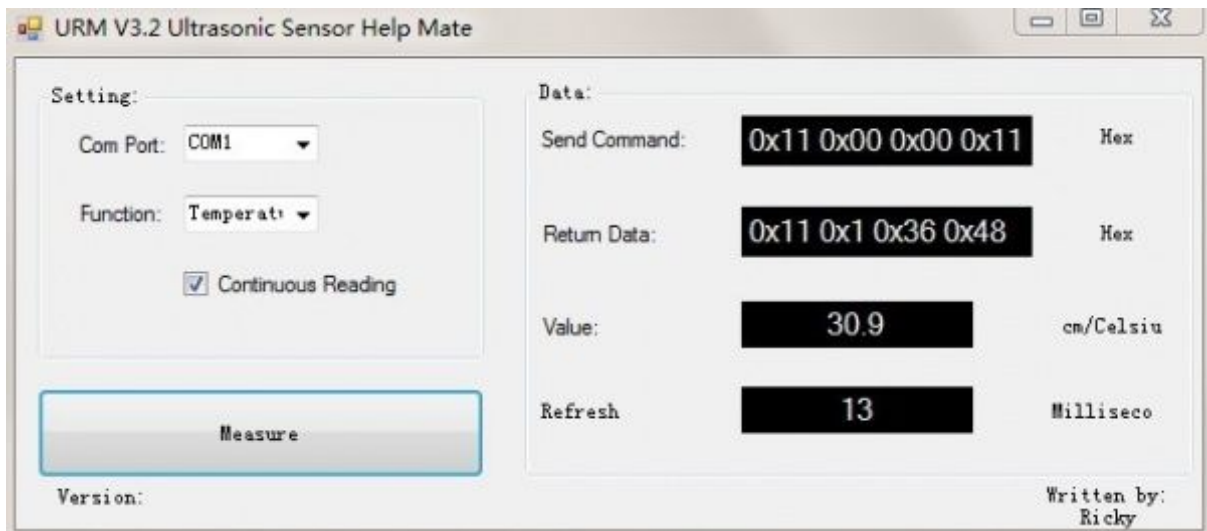 URM V3.2 Ultrasonic Sensor Help Mate
Setting:
Com Port: COM1
Function: Temperatı
Continuous Reading
Measure
Version:
Data:
Send Command: 0x11 0x00 0x00 0x11 Hex
Return Data: 0x11 0x1 0x36 0x48 Hex
Value: 30.9 cm/Celsiu
Refresh 13 Milliseco
Written by:
Ricky